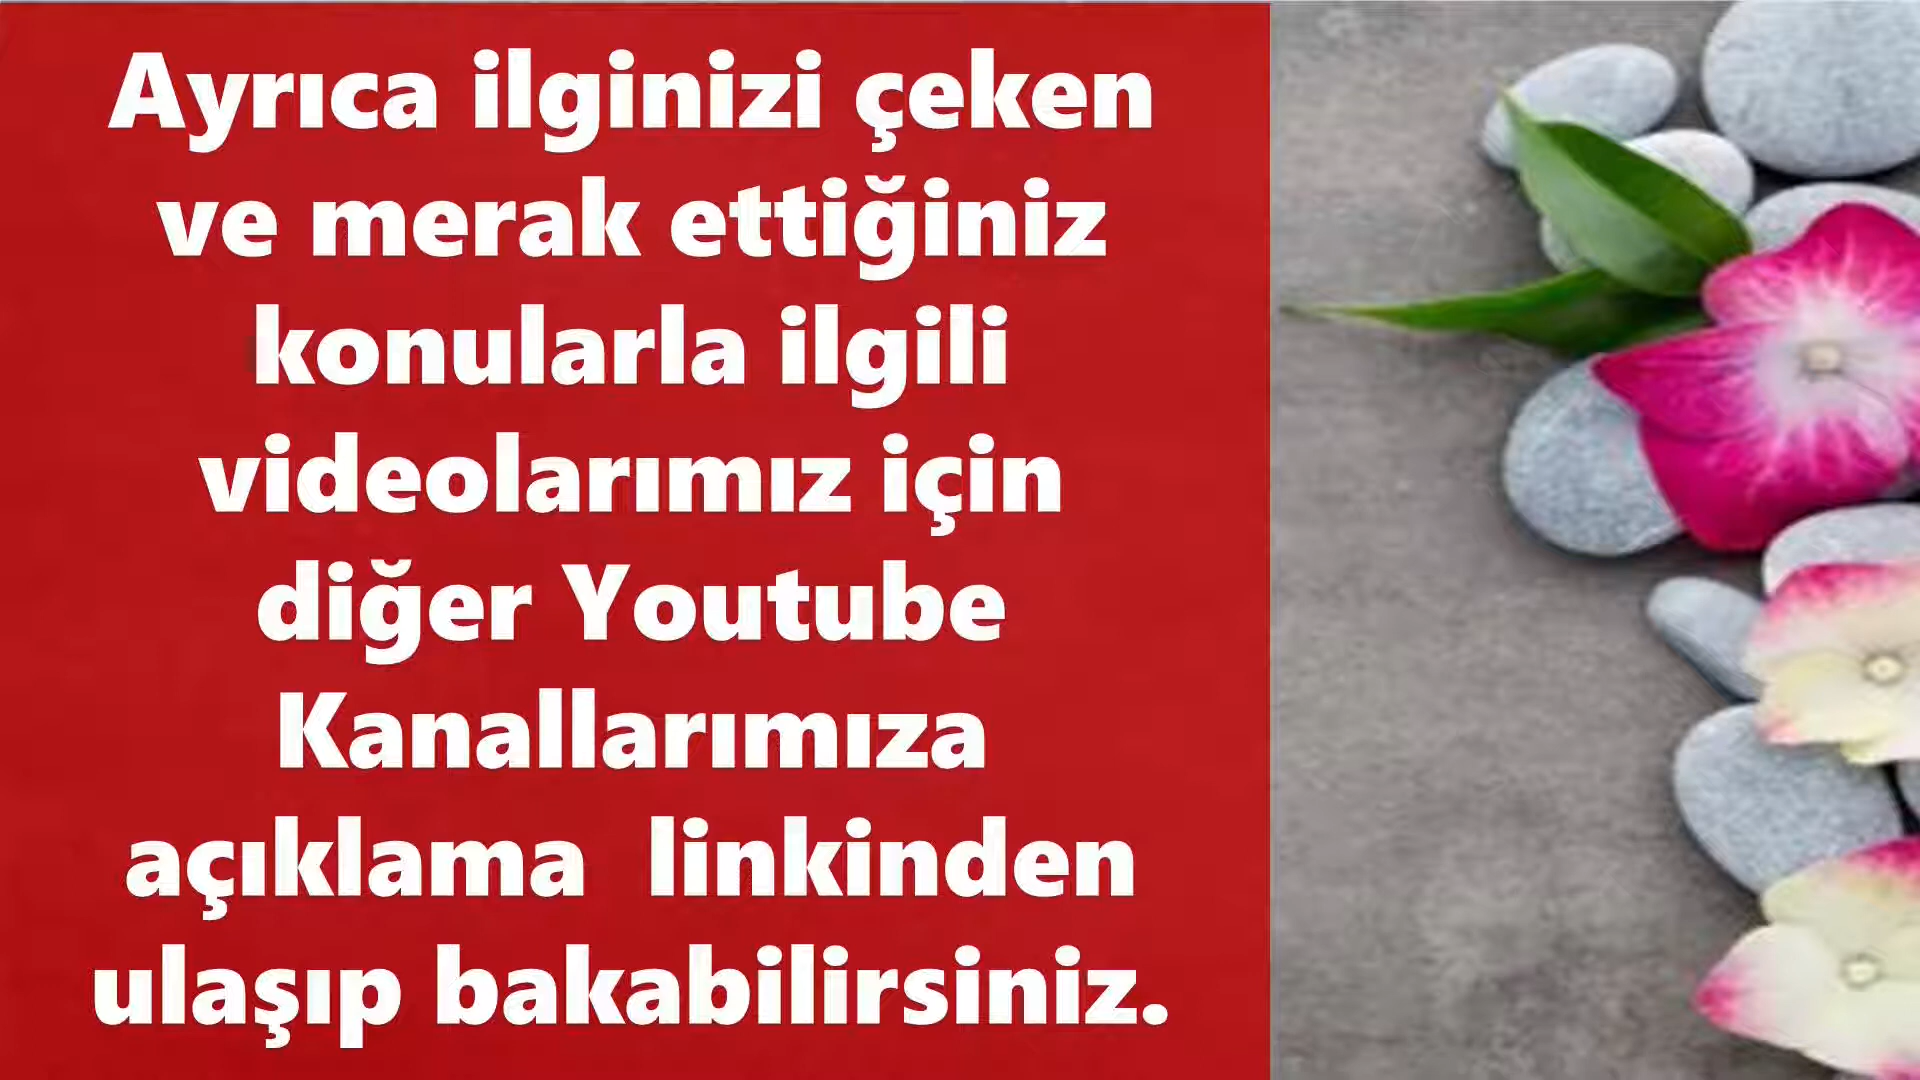 Ayrıca ilginizi çeken
ve merak ettiğiniz
konularla ilgili
videolarımız için
diğer Youtube
Kanallarımıza
açıklama  linkinden
ulaşıp bakabilirsiniz.